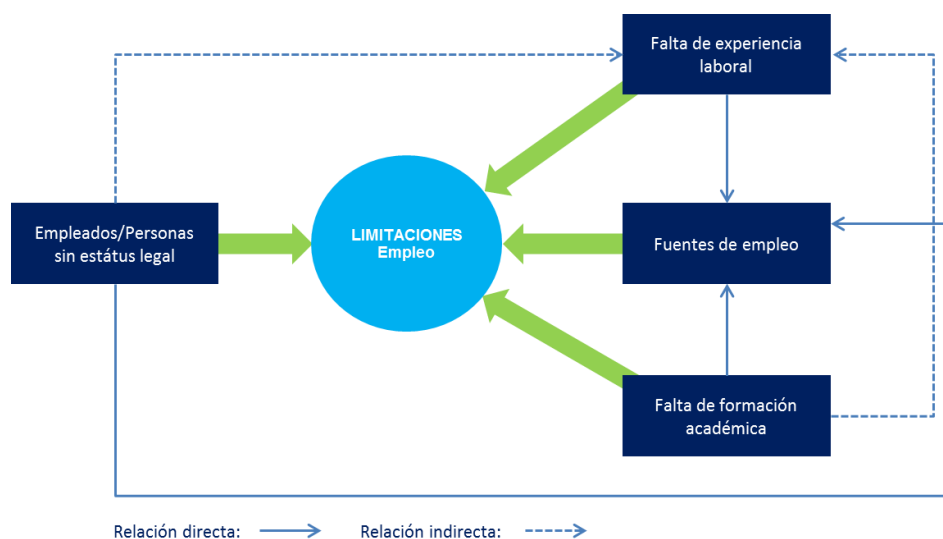 Falta de experiencia
laboral
Empleados/Personas
sin estátus legal
LIMITACIONES
Empleo
Fuentes de empleo
Falta de formación
académica
Relación directa:
Relación indirecta: